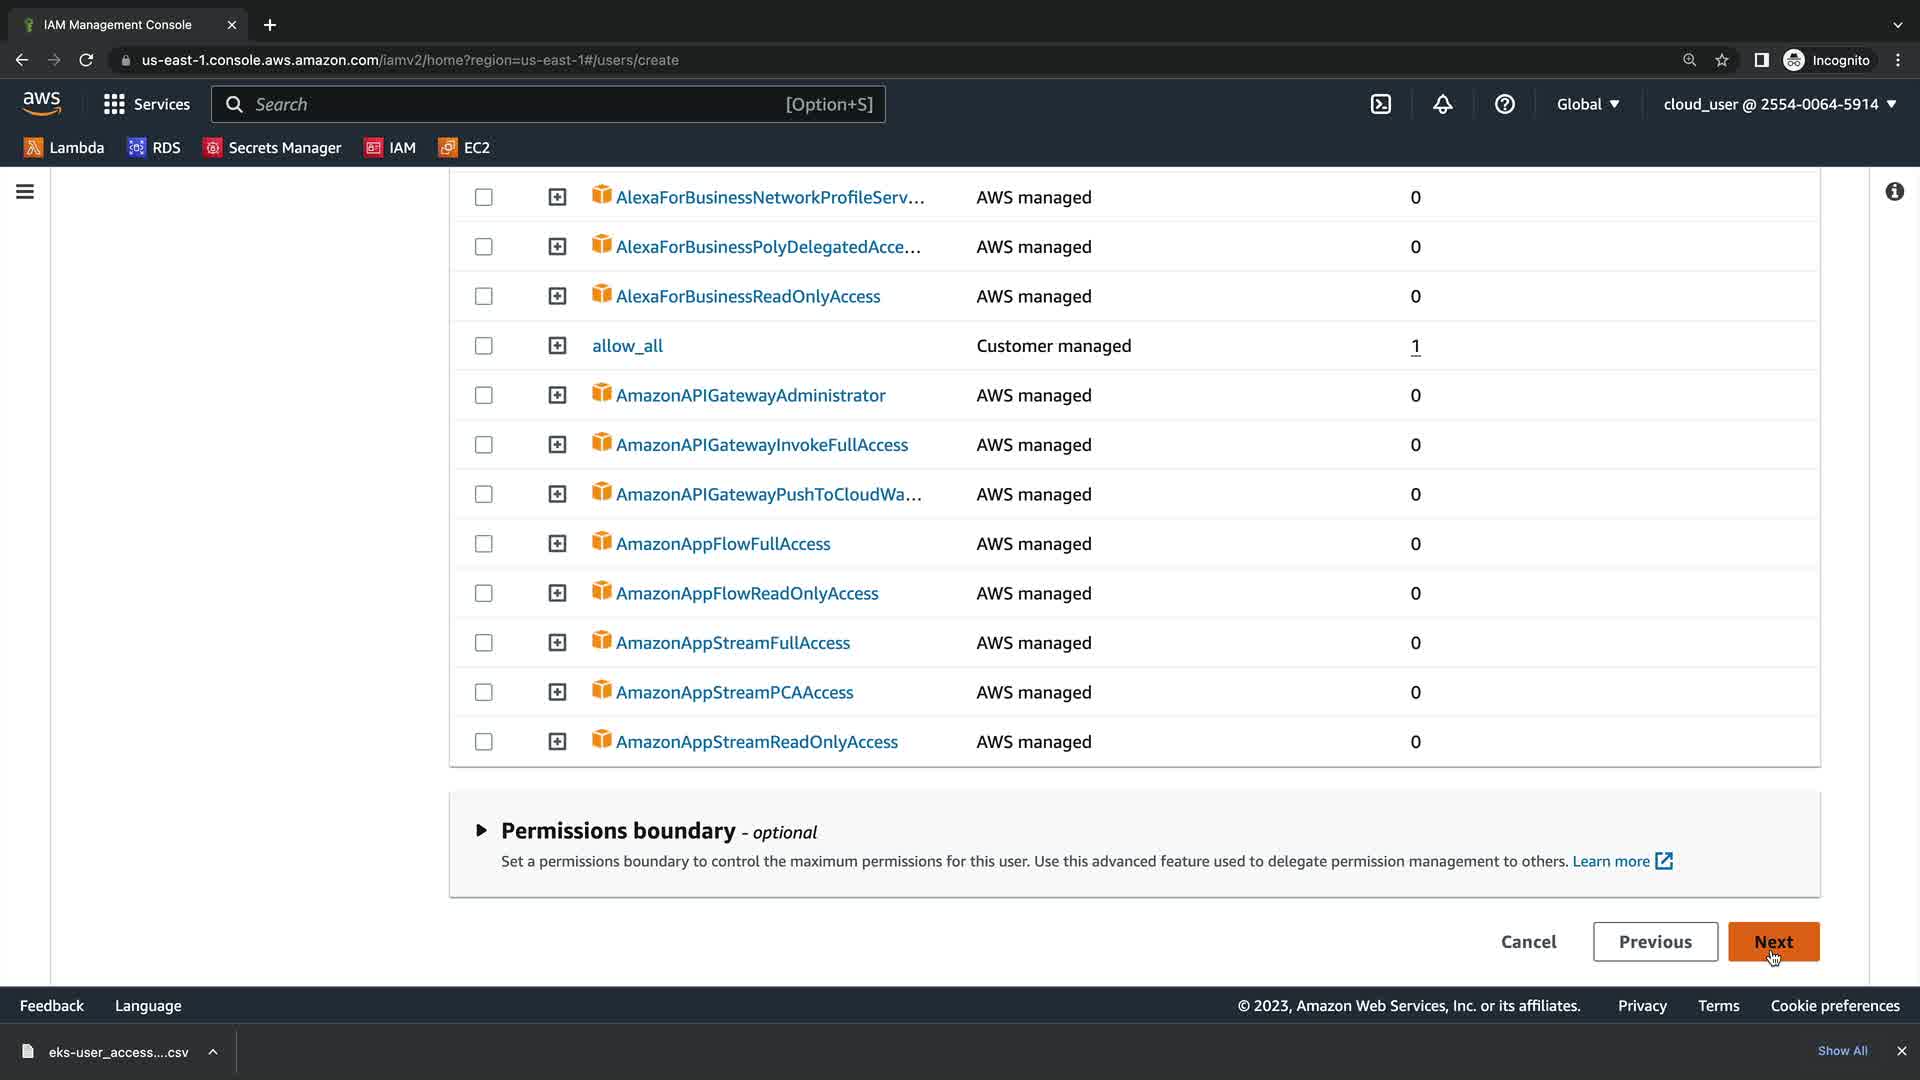 IAM Management Console
us-east-1.console.aws.amazon.com/iamv2/home?region=us-east-1#/users/create
Incognito
aws
Services
Search
[Option+S]
Global
cloud_user @ 2554-0064-5914
Lambda
RDS
Secrets Manager
IAM
EC2
AlexaForBusinessNetworkProfileServ... AWS managed 0
AlexaForBusinessPolyDelegatedAcce... AWS managed 0
AlexaForBusinessReadOnlyAccess AWS managed 0
allow_all Customer managed 1
AmazonAPIGatewayAdministrator AWS managed 0
AmazonAPIGatewayInvokeFullAccess AWS managed 0
AmazonAPIGatewayPushToCloudWa... AWS managed 0
AmazonAppFlowFullAccess AWS managed 0
AmazonAppFlowReadOnlyAccess AWS managed 0
AmazonAppStreamFullAccess AWS managed 0
AmazonAppStreamPCAAccess AWS managed 0
AmazonAppStreamReadOnlyAccess AWS managed 0
Permissions boundary - optional
Set a permissions boundary to control the maximum permissions for this user. Use this advanced feature used to delegate permission management to others. Learn more
Cancel
Previous
Next
Feedback
Language
© 2023, Amazon Web Services, Inc. or its affiliates.
Privacy
Terms
Cookie preferences
eks-user_access....csv
Show All